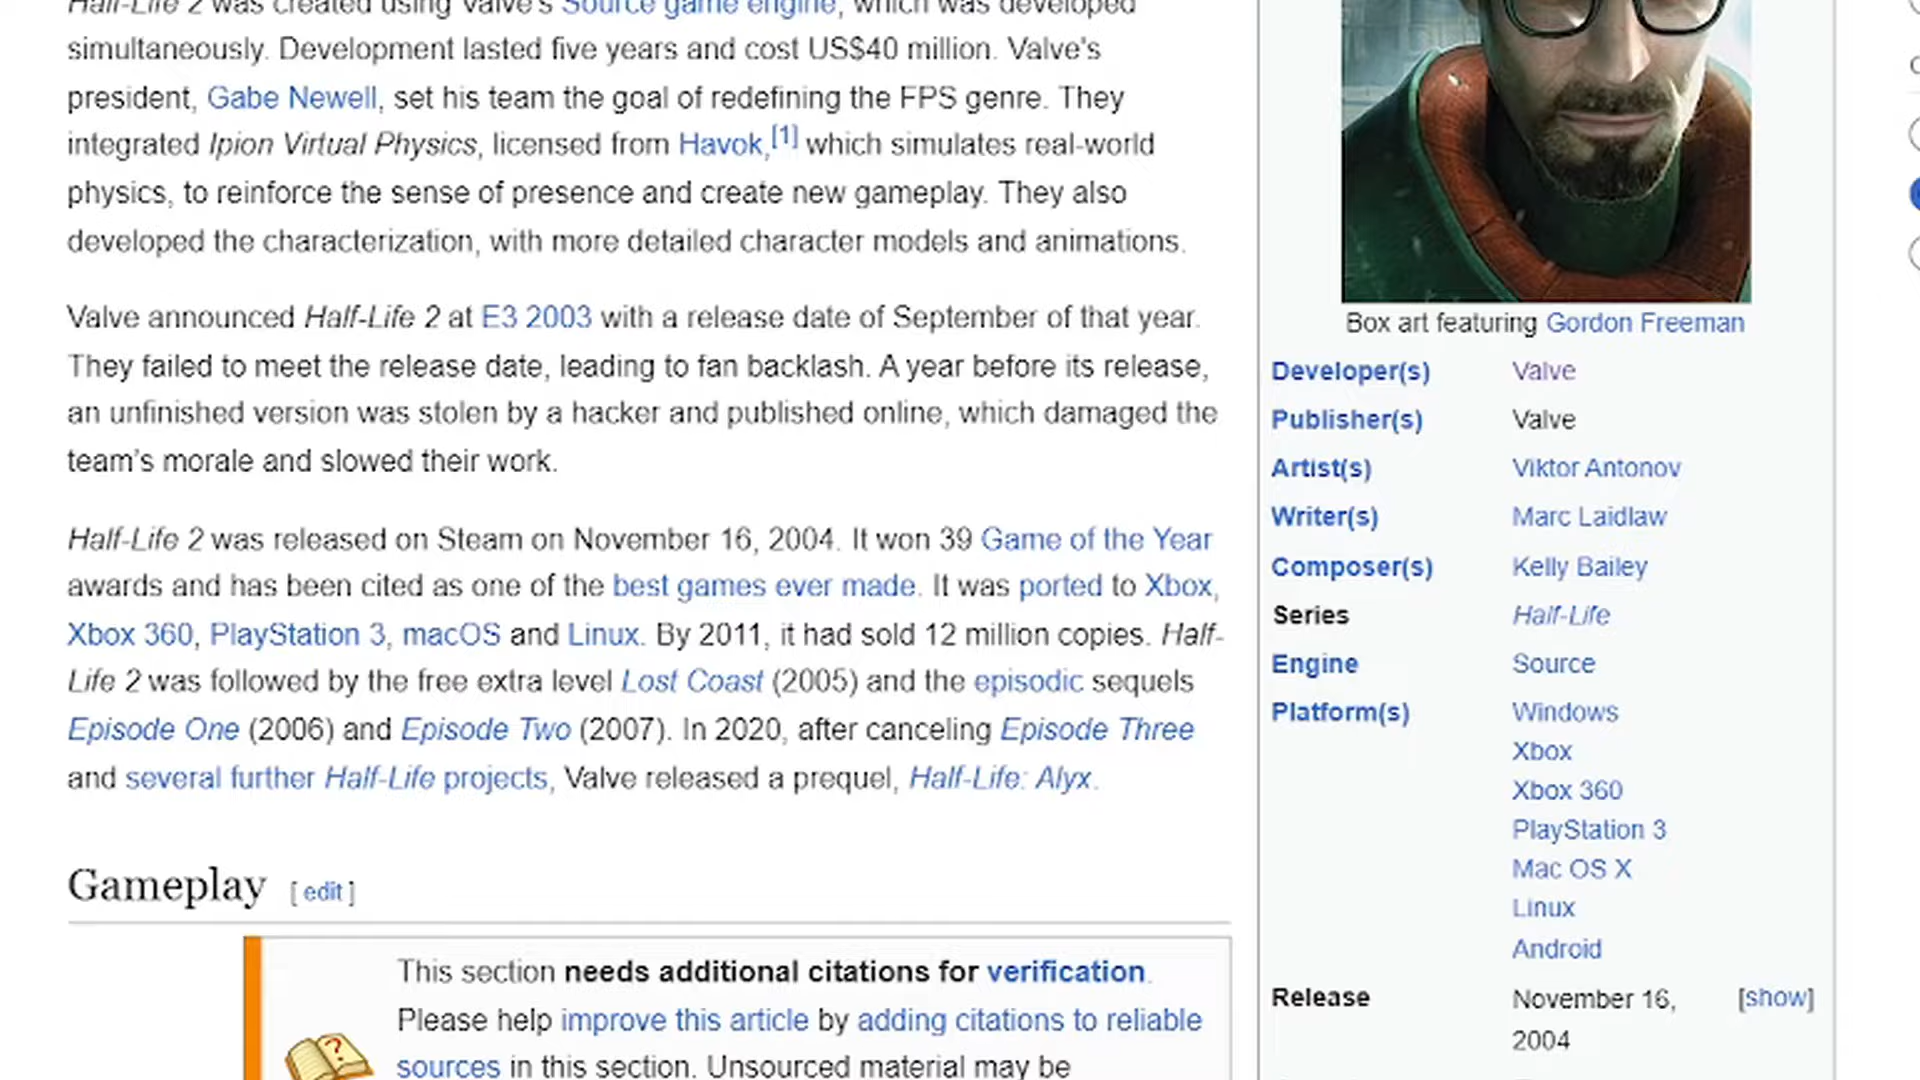 Half-Life 2 was created using Valve's Source game engine, which was developed
simultaneously. Development lasted five years and cost US$40 million. Valve's
president, Gabe Newell, set his team the goal of redefining the FPS genre. They
integrated Ipion Virtual Physics, licensed from Havok,[1] which simulates real-world
physics, to reinforce the sense of presence and create new gameplay. They also
developed the characterization, with more detailed character models and animations.
Valve announced Half-Life 2 at E3 2003 with a release date of September of that year.
They failed to meet the release date, leading to fan backlash. A year before its release,
an unfinished version was stolen by a hacker and published online, which damaged the
team's morale and slowed their work.
Half-Life 2 was released on Steam on November 16, 2004. It won 39 Game of the Year
awards and has been cited as one of the best games ever made. It was ported to Xbox,
Xbox 360, PlayStation 3, macOS and Linux. By 2011, it had sold 12 million copies. Half-
Life 2 was followed by the free extra level Lost Coast (2005) and the episodic sequels
Episode One (2006) and Episode Two (2007). In 2020, after canceling Episode Three
and several further Half-Life projects, Valve released a prequel, Half-Life: Alyx.
Gameplay [ edit ]
This section needs additional citations for verification.
Please help improve this article by adding citations to reliable
sources in this section. Unsourced material may be
Box art featuring Gordon Freeman
Developer(s) Valve
Publisher(s) Valve
Artist(s) Viktor Antonov
Writer(s) Marc Laidlaw
Composer(s) Kelly Bailey
Series Half-Life
Engine Source
Platform(s) Windows
Xbox
Xbox 360
PlayStation 3
Mac OS X
Linux
Android
Release November 16, [show]
2004